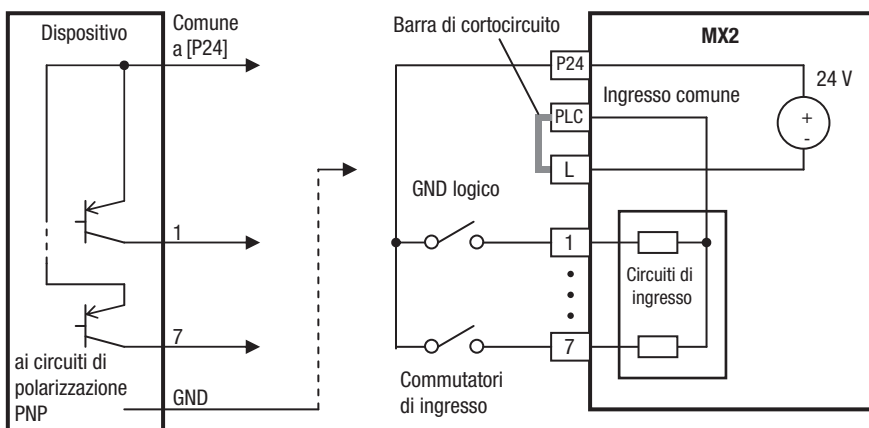 Dispositivo
Comune
a [P24]
1
7
ai circuiti di
polarizzazione
PNP
GND
Barra di cortocircuito
MX2
P24
24 V
Ingresso comune
PLC
+
-
L
GND logico
1
Circuiti di
ingresso
7
Commutatori
di ingresso